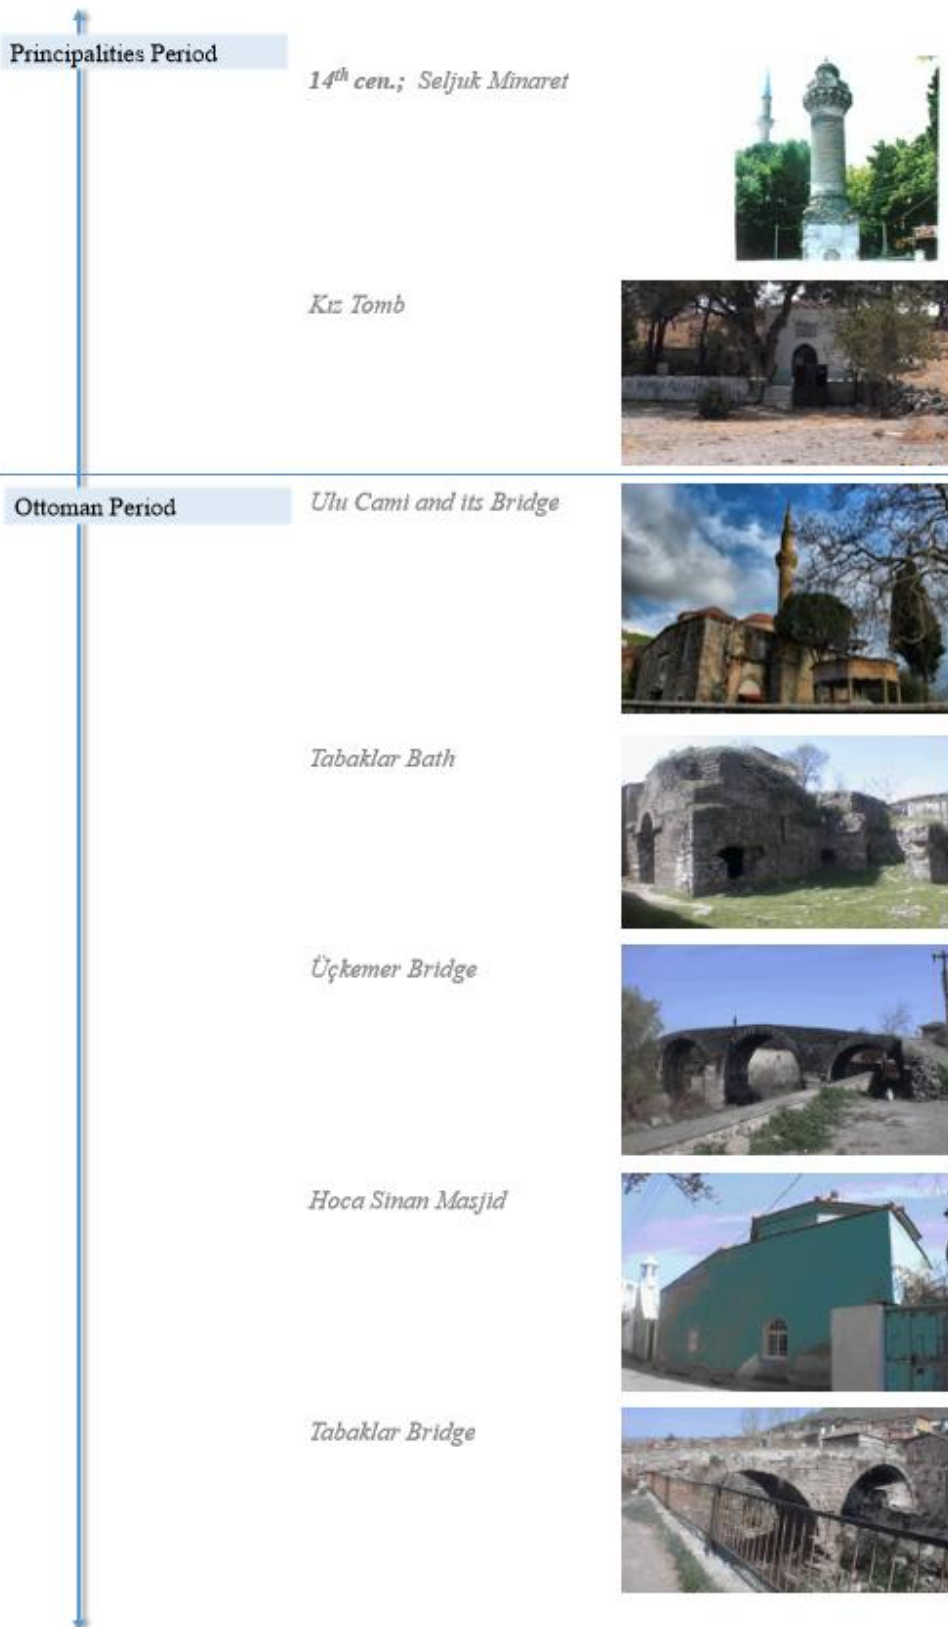 Principalities Period
14th cen.; Seljuk Minaret
Kız Tomb
Ottoman Period
Ulu Cami and its Bridge
Tabaklar Bath
Üçkemer Bridge
Hoca Sinan Masjid
Tabaklar Bridge